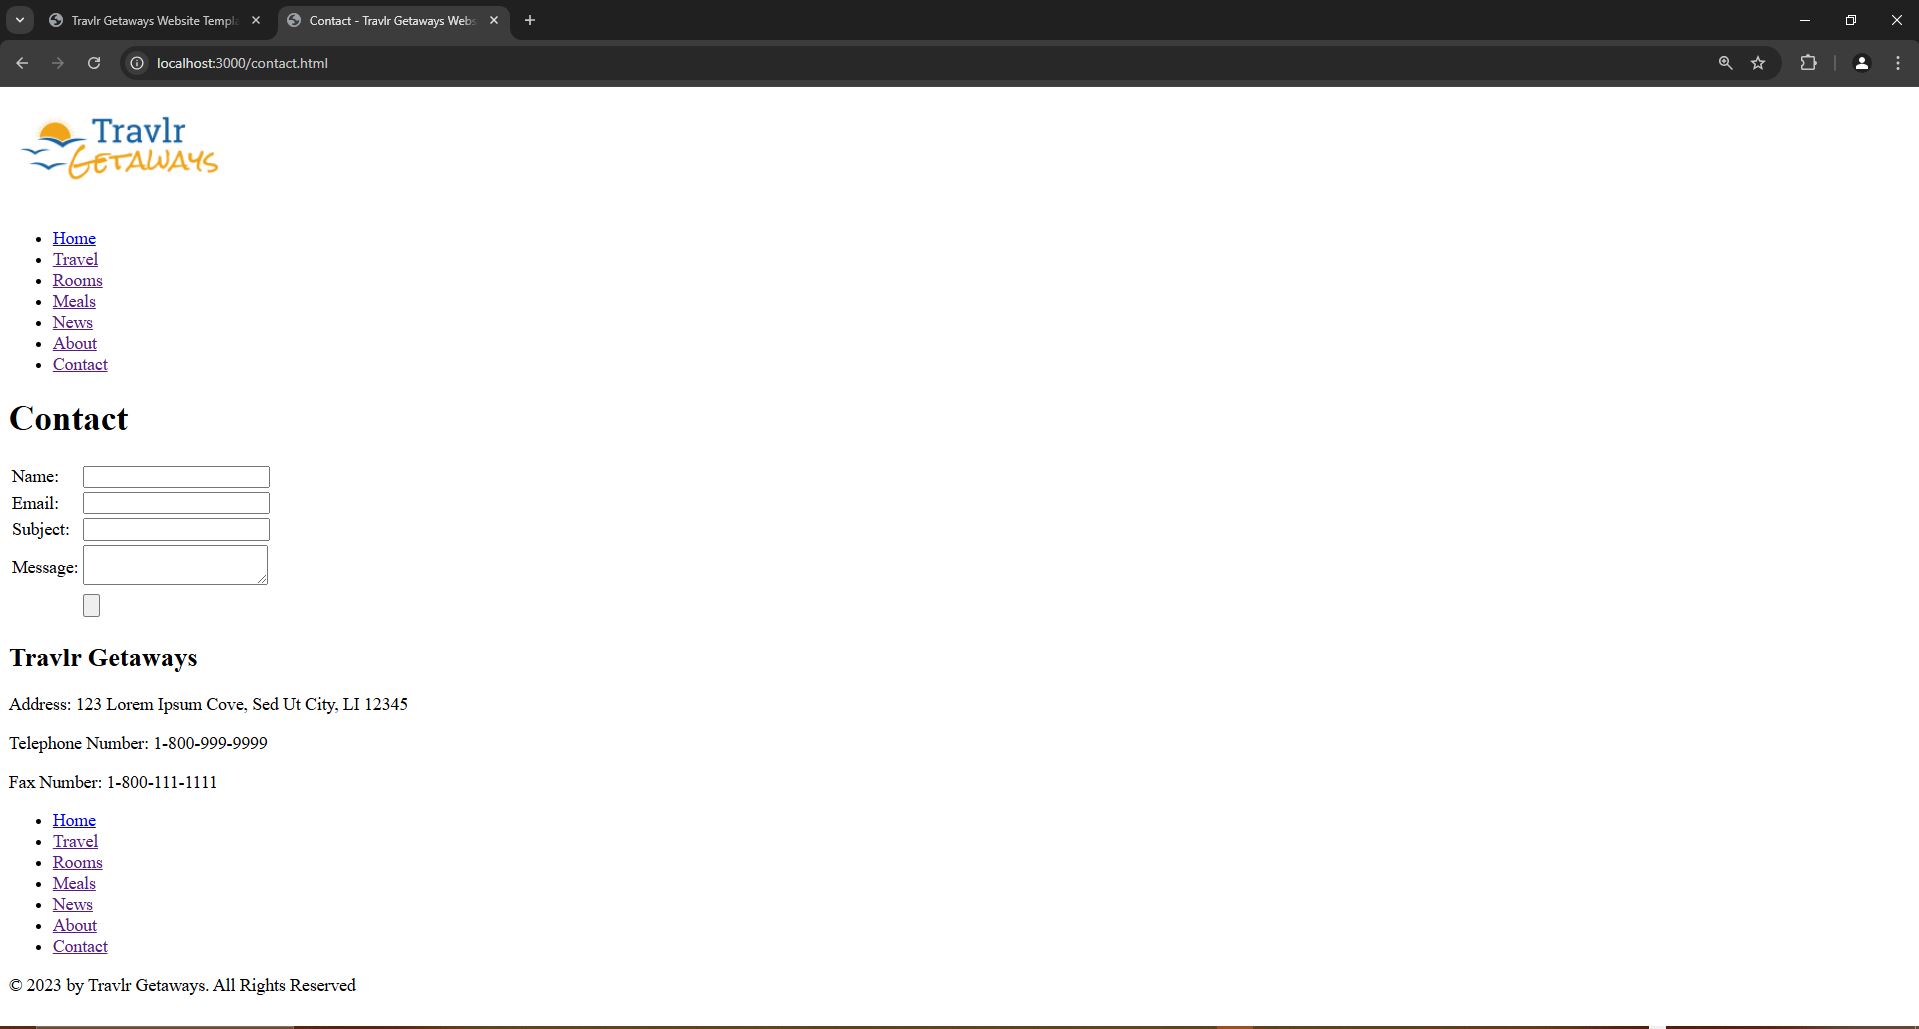 Travlr Getaways Website Templ
Contact - Travlr Getaways Webs
localhost:3000/contact.html
Travlr
GETAWAYS
Home
Travel
Rooms
Meals
News
About
Contact
Contact
Name:
Email:
Subject:
Message:
Travlr Getaways
Address: 123 Lorem Ipsum Cove, Sed Ut City, LI 12345
Telephone Number: 1-800-999-9999
Fax Number: 1-800-111-1111
Home
Travel
Rooms
Meals
News
About
Contact
© 2023 by Travlr Getaways. All Rights Reserved